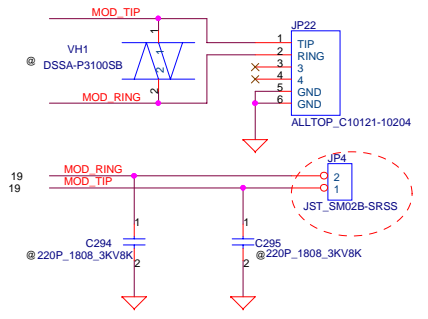 MOD_TIP
JP22
1
1
TIP
VH1
2
RING
@
DSSA-P3100SB
1
2
3
3
4
4
5
GND
2
6
GND
MOD_RING
ALLTOP_C10121-10204
JP4
19
MOD_RING
2
19
MOD_TIP
1
JST_SM02B-SRSS
1
1
C294
C295
@
220P_1808_3KV8K
@
220P_1808_3KV8K
2
2